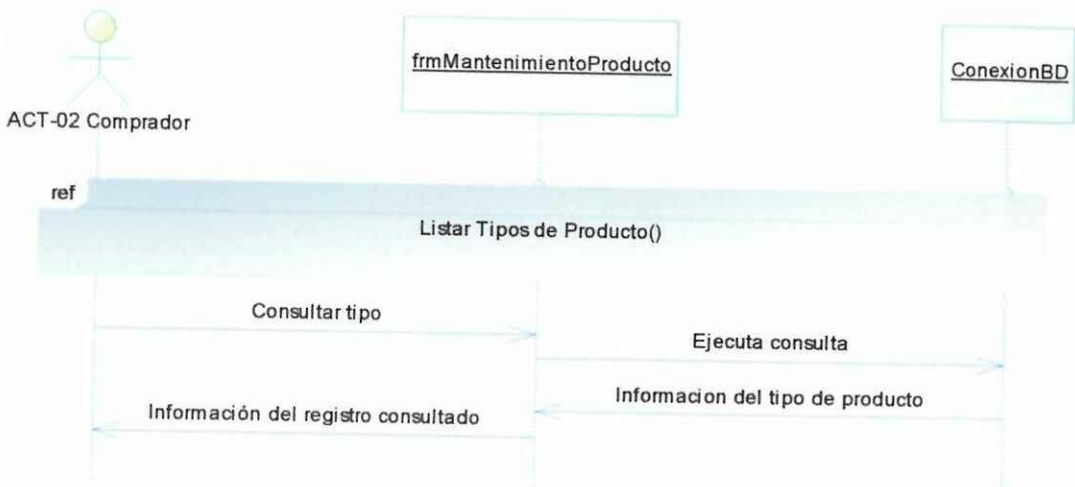 frmMantenimientoProducto
ConexionBD
ACT-02 Comprador
ref
Listar Tipos de Producto()
Consultar tipo
Ejecuta consulta
Informacion del tipo de producto
Información del registro consultado